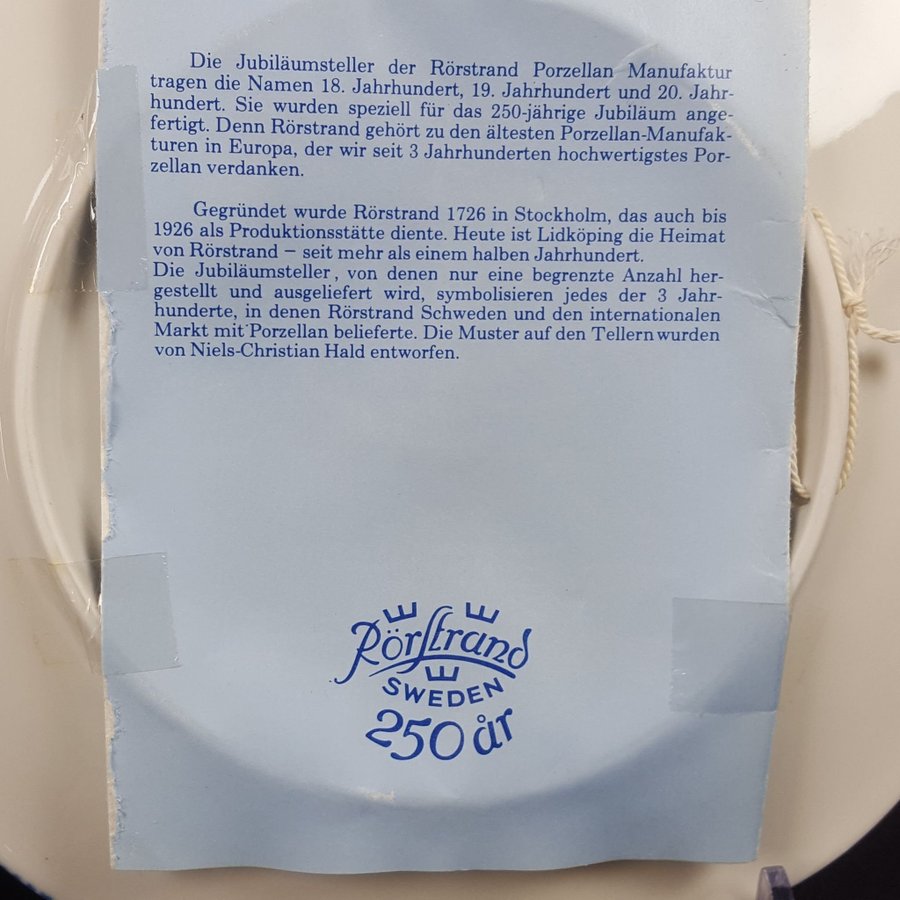 Die Jubiläumsteller der Rörstrand Porzellan Manufaktur
tragen die Namen 18. Jahrhundert, 19. Jahrhundert und 20. Jahr-
hundert. Sie wurden speziell für das 250-jährige Jubiläum ange-
fertigt. Denn Rörstrand gehört zu den ältesten Porzellan-Manufak-
turen in Europa, der wir seit 3 Jahrhunderten hochwertigstes Por-
zellan verdanken.
Gegründet wurde Rörstrand 1726 in Stockholm, das auch bis
1926 als Produktionsstätte diente. Heute ist Lidköping die Heimat
von Rörstrand – seit mehr als einem halben Jahrhundert.
Die Jubiläumsteller, von denen nur eine begrenzte Anzahl her-
gestellt und ausgeliefert wird, symbolisieren jedes der 3 Jahr-
hunderte, in denen Rörstrand Schweden und den internationalen
Markt mit Porzellan belieferte. Die Muster auf den Tellern wurden
von Niels-Christian Hald entworfen.
Rörstrand
SWEDEN
250 år